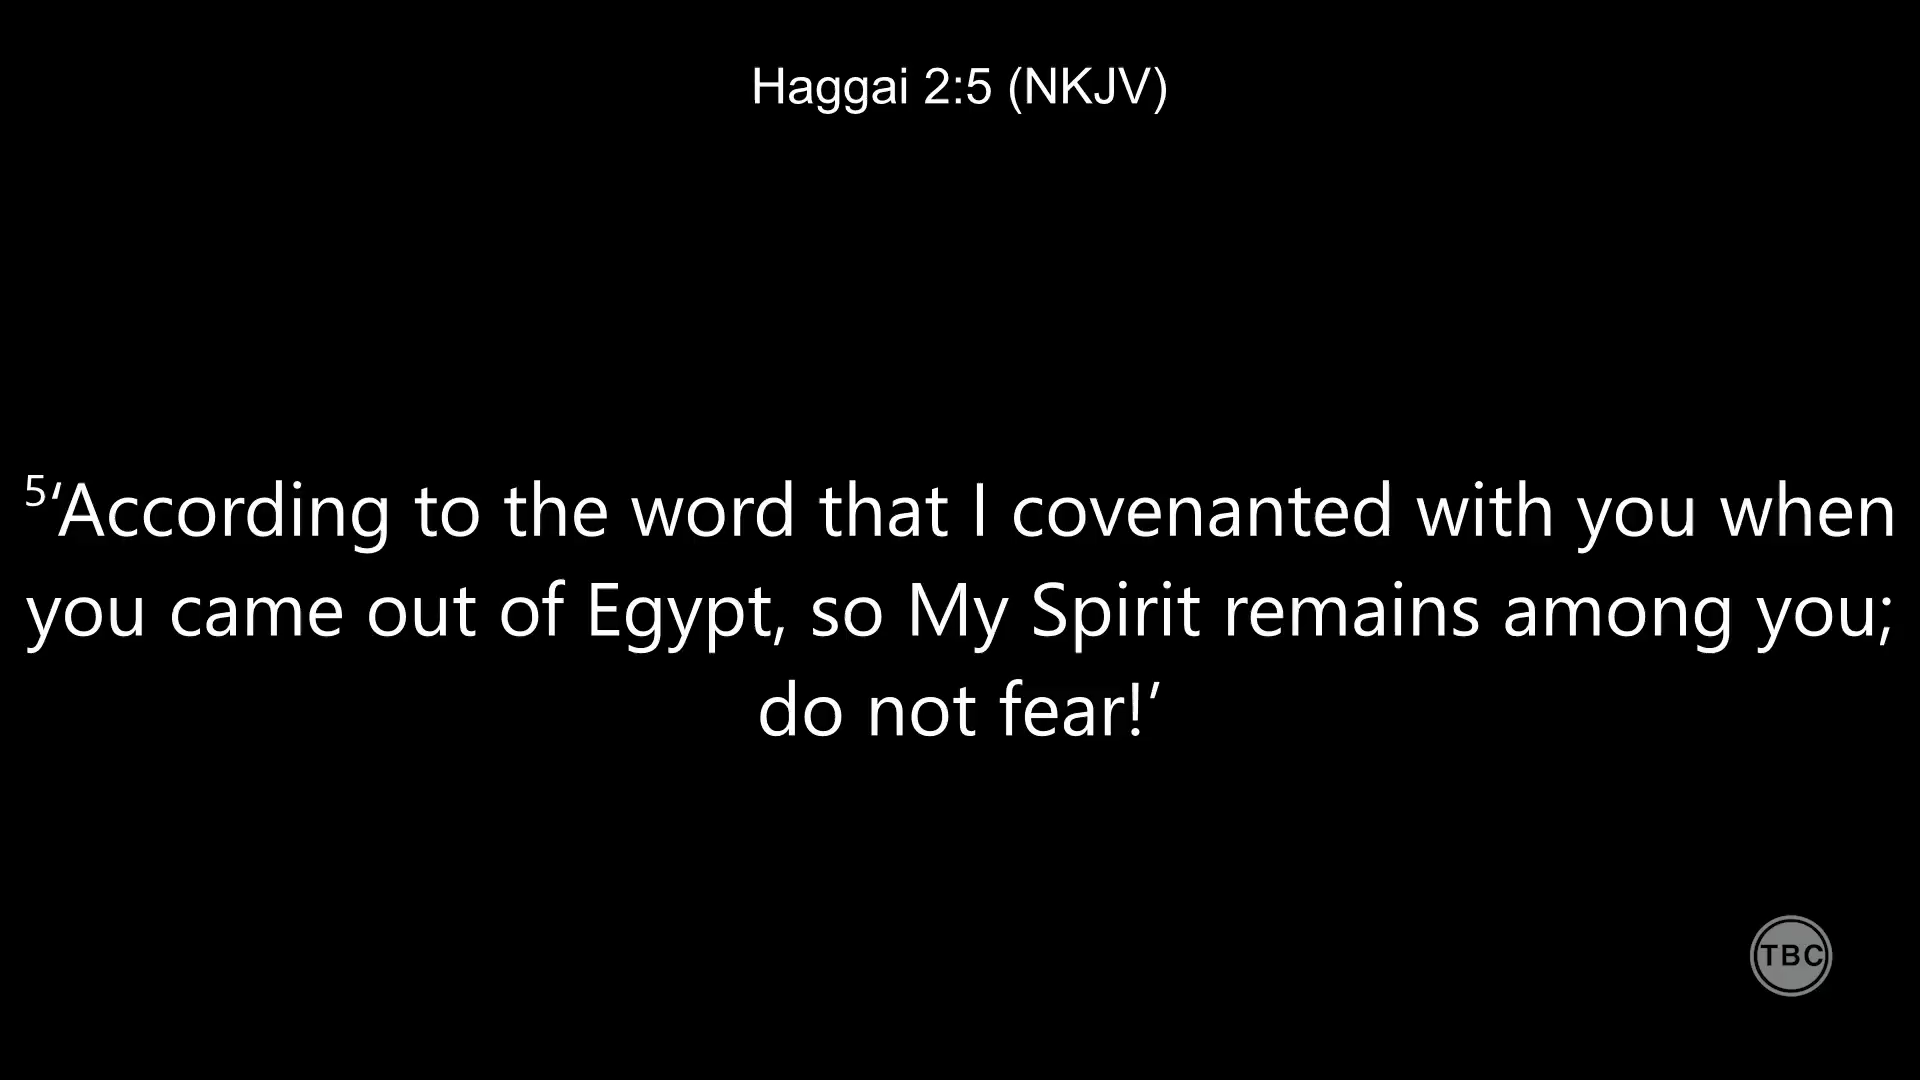 Haggai 2:5 (NKJV)
5‘According to the word that I covenanted with you when
you came out of Egypt, so My Spirit remains among you;
do not fear!’
TBC